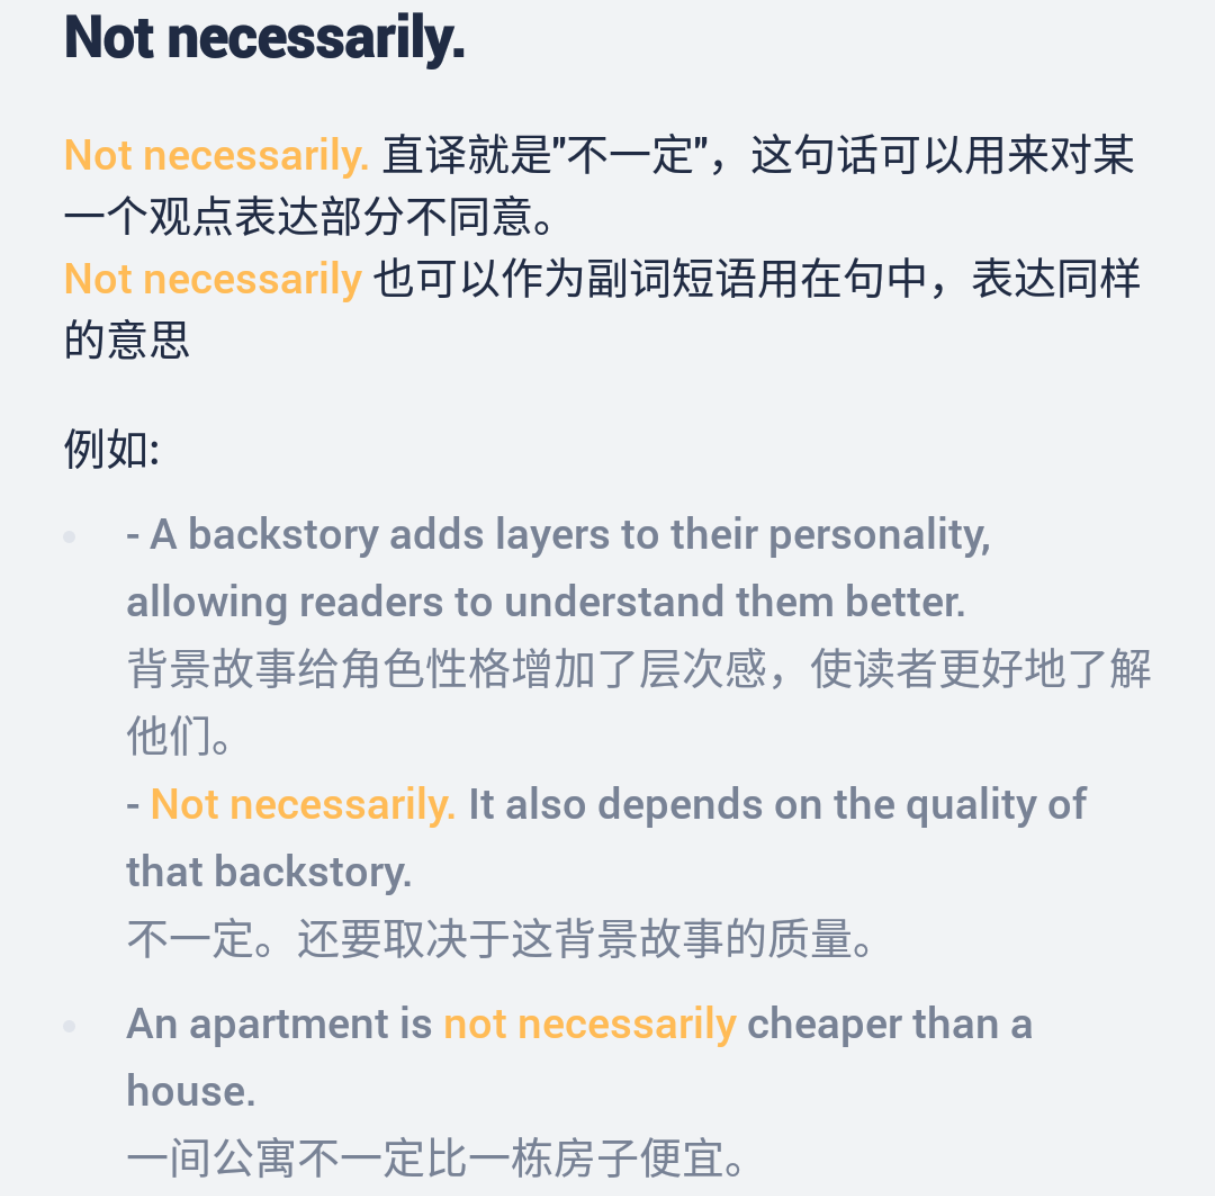 Not necessarily.
Not necessarily. 直译就是"不一定"，这句话可以用来对某
一个观点表达部分不同意。
Not necessarily 也可以作为副词短语用在句中，表达同样
的意思
例如:
- A backstory adds layers to their personality,
allowing readers to understand them better.
背景故事给角色性格增加了层次感，使读者更好地了解
他们。
- Not necessarily. It also depends on the quality of
that backstory.
不一定。还要取决于这背景故事的质量。
An apartment is not necessarily cheaper than a
house.
一间公寓不一定比一栋房子便宜。